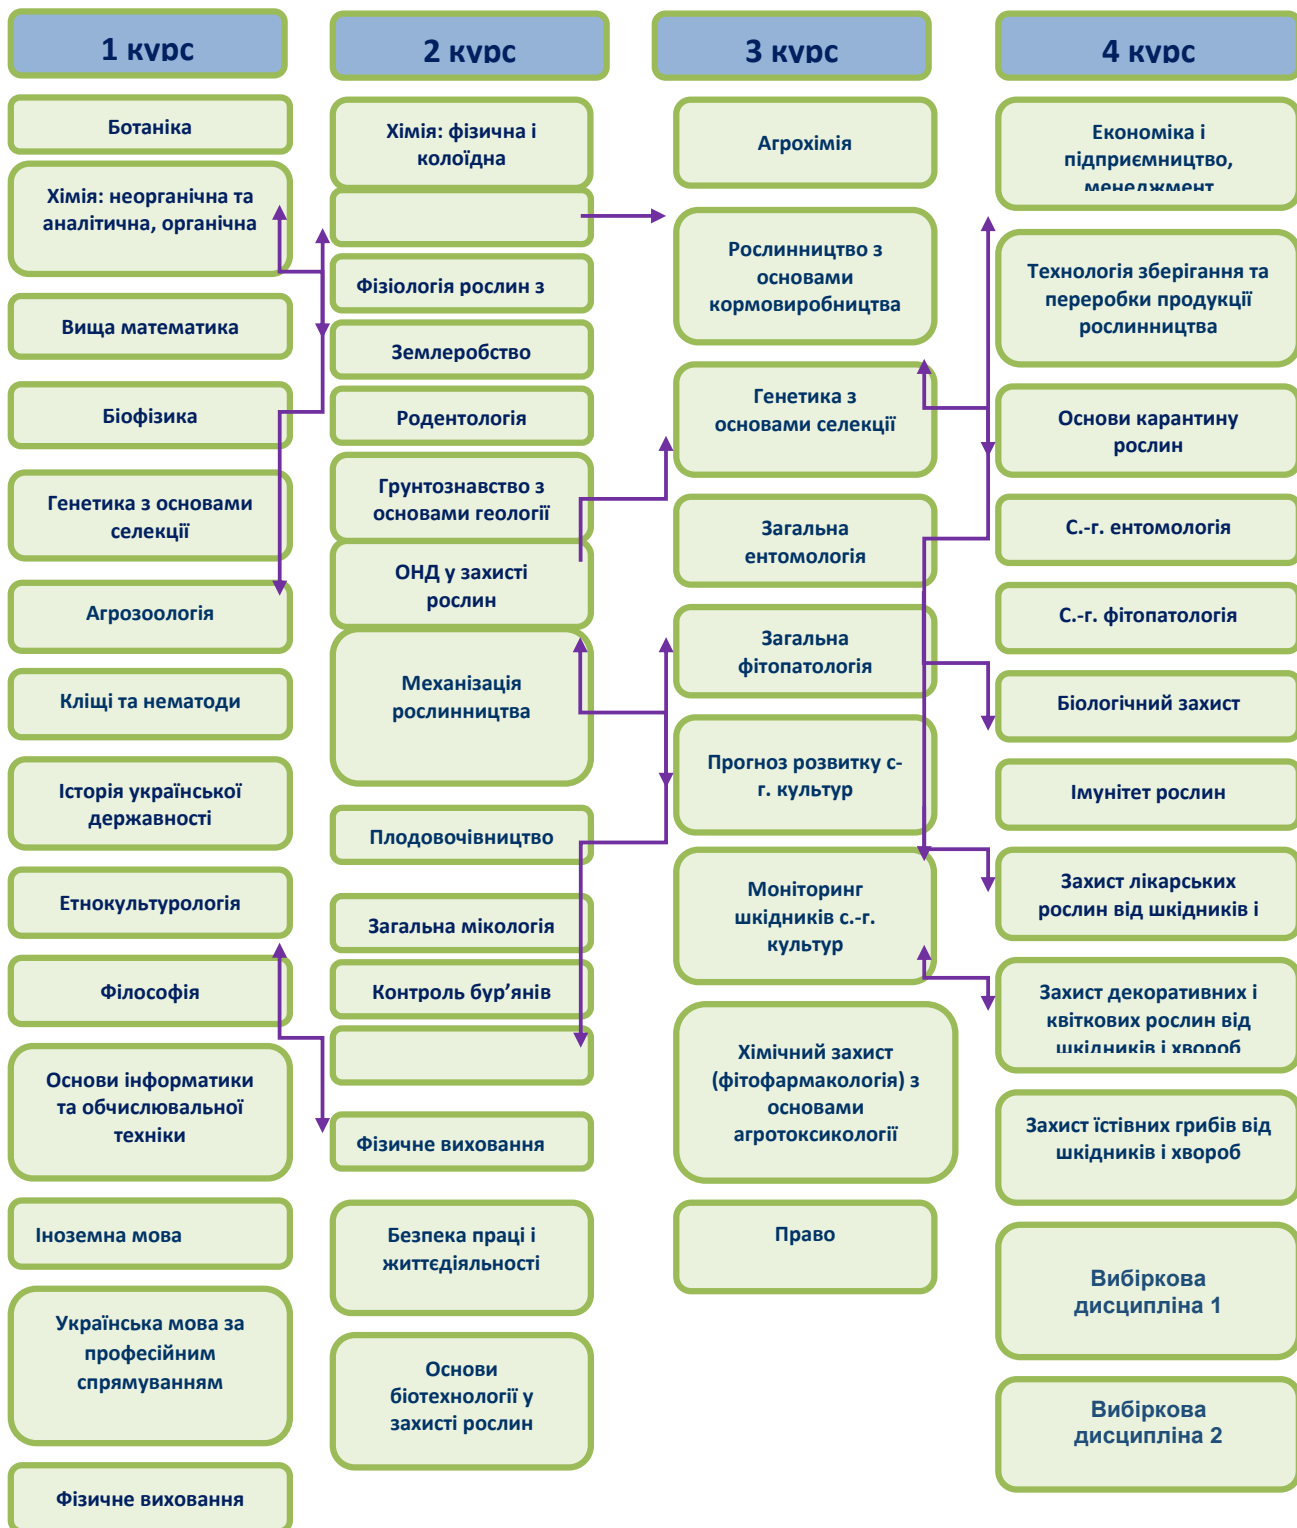 1 курс
Ботаніка
Хімія: неорганічна та
аналітична, органічна
Вища математика
Біофізика
Генетика з основами
селекції
Агрозоологія
Кліщі та нематоди
Історія української
державності
Етнокультурологія
Філософія
Основи інформатики
та обчислювальної
техніки
Іноземна мова
Українська мова за
професійним
спрямуванням
Фізичне виховання
2 курс
Хімія: фізична і
колоїдна
Фізіологія рослин з
Землеробство
Родентологія
Грунтознавство з
основами геології
ОНД у захисті
рослин
Механізація
рослинництва
Плодовочівництво
Загальна мікологія
Контроль бур’янів
Фізичне виховання
Безпека праці і
життєдіяльності
Основи
біотехнології у
захисті рослин
3 курс
Агрохімія
Рослинництво з
основами
кормовиробництва
Генетика з
основами селекції
Загальна
ентомологія
Загальна
фітопатологія
Прогноз розвитку с-
г. культур
Моніторинг
шкідників с.-г.
культур
Хімічний захист
(фітофармакологія) з
основами
агротоксикології
Право
4 курс
Економіка і
підприємництво,
менеджмент
Технологія зберігання та
переробки продукції
рослинництва
Основи карантину
рослин
С.-г. ентомологія
С.-г. фітопатологія
Біологічний захист
Імунітет рослин
Захист лікарських
рослин від шкідників і
Захист декоративних і
квіткових рослин від
шкідників і хвороб
Захист їстівних грибів від
шкідників і хвороб
Вибіркова
дисципліна 1
Вибіркова
дисципліна 2